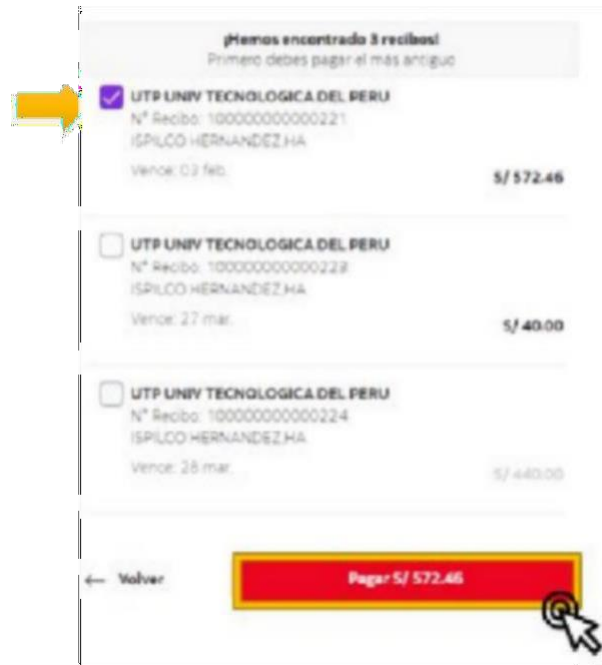 ¡Hemos encontrado 3 recibos!
Primero debes pagar el más antiguo
UTP UNIV TECNOLOGICA DEL PERU
N° Recibo: 100000000000221
ISPILCO HERNANDEZ,HA
Vence: 03 feb.
S/ 572.46
UTP UNIV TECNOLOGICA DEL PERU
N° Recibo: 100000000000223
ISPILCO HERNANDEZ,HA
Vence: 27 mar.
S/ 40.00
UTP UNIV TECNOLOGICA DEL PERU
N° Recibo: 100000000000224
ISPILCO HERNANDEZ,HA
Vence: 28 mar.
S/ 440.00
← Volver
Pagar S/ 572.46